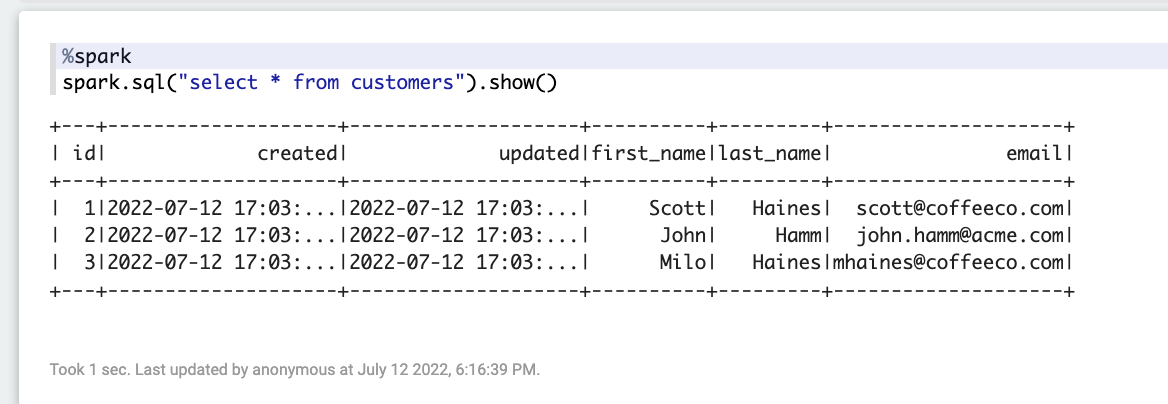 %spark
spark.sql("select * from customers").show()
+---+--------------------+--------------------+----------+---------+--------------------+
| id|             created|             updated|first_name|last_name|               email|
+---+--------------------+--------------------+----------+---------+--------------------+
|  1|2022-07-12 17:03:...|2022-07-12 17:03:...|     Scott|   Haines|  scott@coffeeco.com|
|  2|2022-07-12 17:03:...|2022-07-12 17:03:...|      John|     Hamm|  john.hamm@acme.com|
|  3|2022-07-12 17:03:...|2022-07-12 17:03:...|      Milo|   Haines|mhaines@coffeeco.com|
+---+--------------------+--------------------+----------+---------+--------------------+
Took 1 sec. Last updated by anonymous at July 12 2022, 6:16:39 PM.